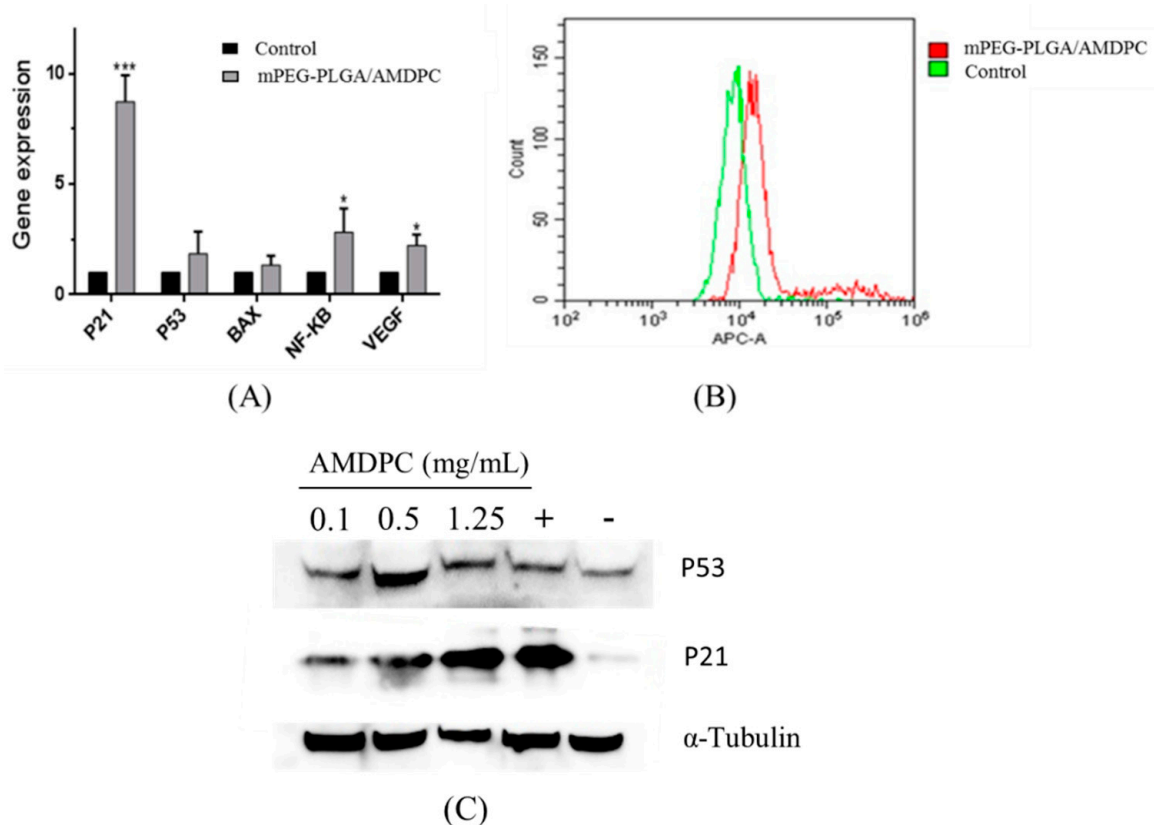 Control
mPEG-PLGA/AMDPC
Gene expression
10
5
0
***
*
*
P21
P53
BAX
NF-KB
VEGF
(A)
mPEG-PLGA/AMDPC
Control
Count
150
100
50
0
10² 10³ 10⁴ 10⁵ 10⁶
APC-A
(B)
AMDPC (mg/mL)
0.1 0.5 1.25 + -
P53
P21
α-Tubulin
(C)